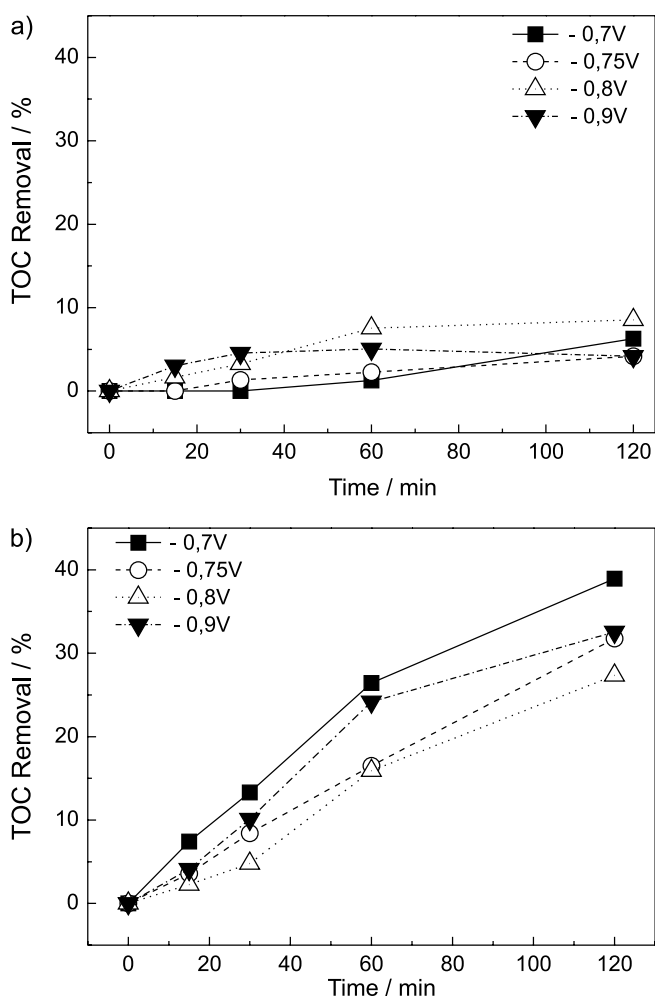 a)
- 0,7V
- 0,75V
- 0,8V
- 0,9V
TOC Removal / %
40
30
20
10
0
0 20 40 60 80 100 120
Time / min
b)
- 0,7V
- 0,75V
- 0,8V
- 0,9V
TOC Removal / %
40
30
20
10
0
0 20 40 60 80 100 120
Time / min